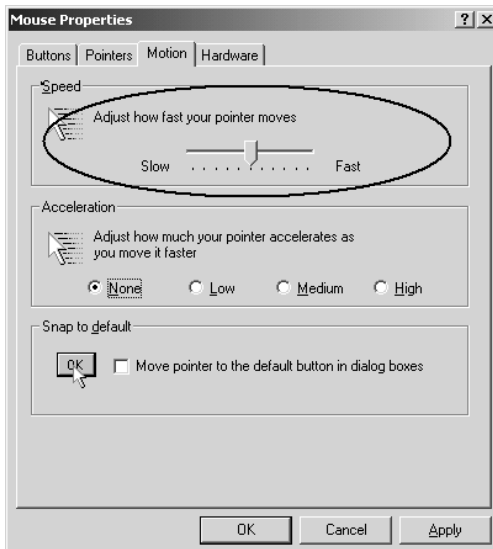 Mouse Properties
Buttons Pointers Motion Hardware
Speed
Adjust how fast your pointer moves
Slow Fast
Acceleration
Adjust how much your pointer accelerates as
you move it faster
None Low Medium High
Snap to default
OK Move pointer to the default button in dialog boxes
OK Cancel Apply